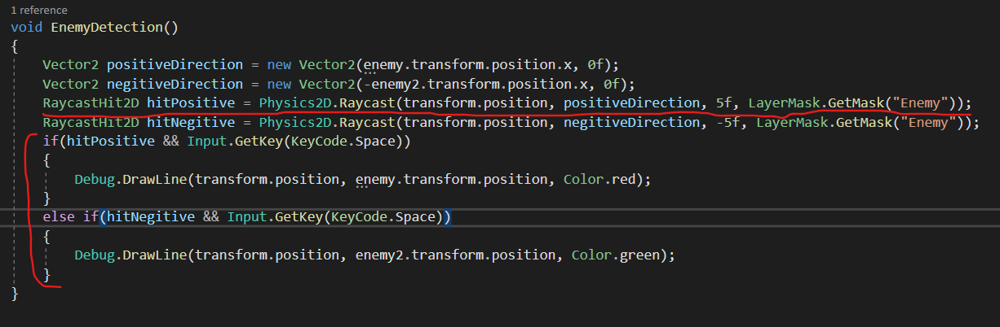 1 reference
void EnemyDetection()
{
Vector2 positiveDirection = new Vector2(enemy.transform.position.x, 0f);
Vector2 negitiveDirection = new Vector2(-enemy2.transform.position.x, 0f);
RaycastHit2D hitPositive = Physics2D.Raycast(transform.position, positiveDirection, 5f, LayerMask.GetMask("Enemy"));
RaycastHit2D hitNegitive = Physics2D.Raycast(transform.position, negitiveDirection, -5f, LayerMask.GetMask("Enemy"));
if(hitPositive && Input.GetKey(KeyCode.Space))
{
Debug.DrawLine(transform.position, enemy.transform.position, Color.red);
}
else if(hitNegitive && Input.GetKey(KeyCode.Space))
{
Debug.DrawLine(transform.position, enemy2.transform.position, Color.green);
}
}